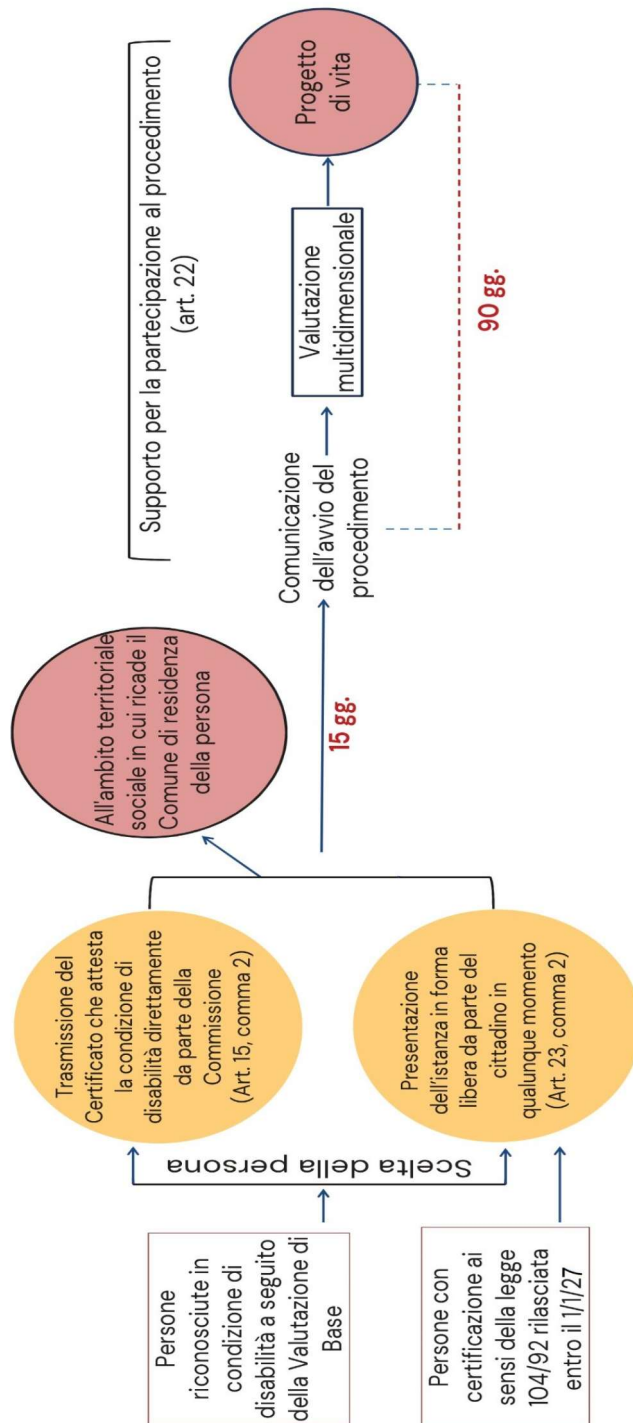 Persone
riconosciute in
condizione di
disabilità a seguito
della Valutazione di
Base
Persone con
certificazione ai
sensi della legge
104/92 rilasciata
entro il 1/1/27
Scelta della persona
Trasmissione del
Certificato che attesta
la condizione di
disabilità direttamente
da parte della
Commissione
(Art. 15, comma 2)
Presentazione
dell'istanza in forma
libera da parte del
cittadino in
qualunque momento
(Art. 23, comma 2)
All'ambito territoriale
sociale in cui ricade il
Comune di residenza
della persona
15 gg.
Supporto per la partecipazione al procedimento
(art. 22)
Comunicazione
dell'avvio del
procedimento
Valutazione
multidimensionale
Progetto
di vita
90 gg.